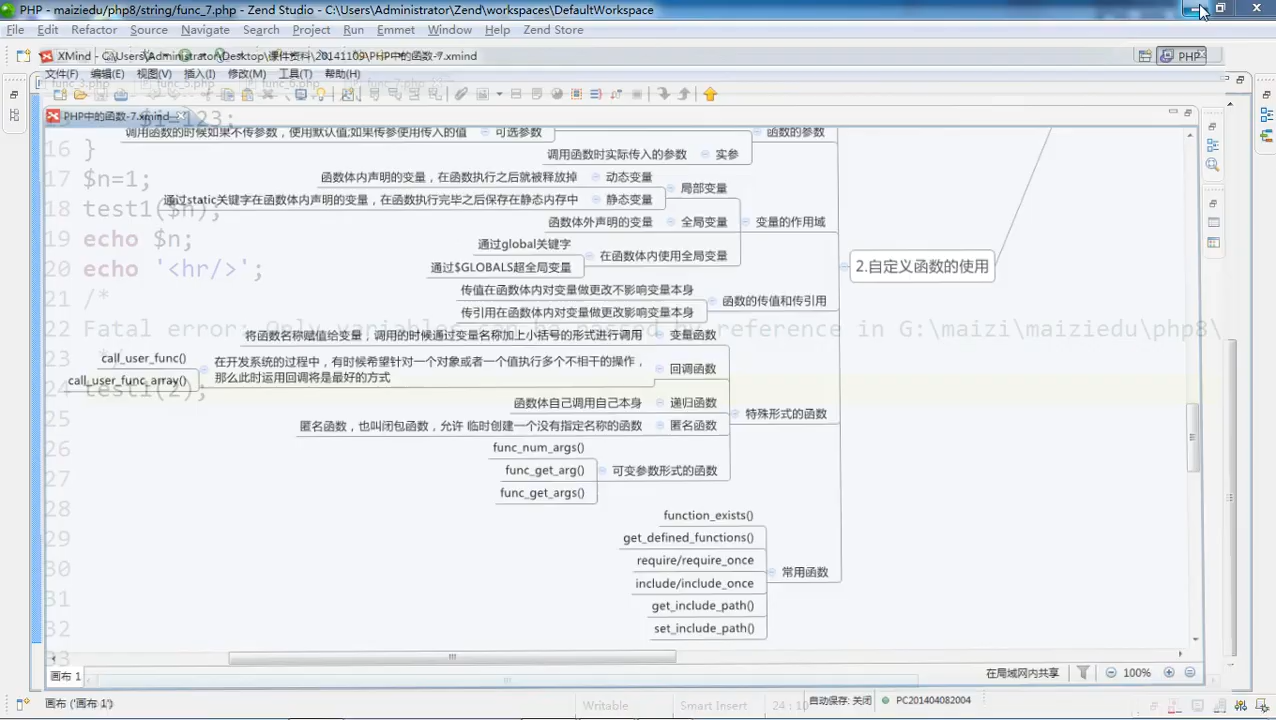 PHP - maiziedu/php8/string/func_7.php - Zend Studio - C:\Users\Administrator\Zend\workspaces\DefaultWorkspace
File Edit Refactor Source Navigate Search Project Run Emmet Window Help Zend Store
XMind - C:\Users\Administrator\Desktop\课件资料\20141109\PHP中的函数-7.xmind
PHP
文件(F) 编辑(E) 视图(V) 插入(I) 修改(M) 工具(T) 帮助(H)
func_3.php func_5.php func_6.php func_7.php
PHP中的函数-7.xmind
$i=123;
调用函数的时候如果不传参数，使用默认值;如果传参使用传入的值 可选参数 函数的参数
16 }
调用函数时实际传入的参数 实参
17 $n=1;
函数体内声明的变量，在函数执行之后就被释放掉 动态变量
局部变量
通过static关键字在函数体内声明的变量，在函数执行完毕之后保存在静态内存中 静态变量
18 test1($n);
函数体外声明的变量 全局变量 变量的作用域
19 echo $n;
通过global关键字
在函数体内使用全局变量
通过$GLOBALS超全局变量
20 echo '<hr/>';
2.自定义函数的使用
传值在函数体内对变量做更改不影响变量本身
函数的传值和传引用
21 /*
传引用在函数体内对变量做更改影响变量本身
22 Fatal error: Only variables can be passed by reference in G:\maizi\maiziedu\php8\
将函数名称赋值给变量，调用的时候通过变量名称加上小括号的形式进行调用 变量函数
call_user_func()
在开发系统的过程中，有时候希望针对一个对象或者一个值执行多个不相干的操作，
那么此时运用回调将是最好的方式
回调函数
call_user_func_array()
24 test1(2);
函数体自己调用自己本身 递归函数
特殊形式的函数
25
匿名函数，也叫闭包函数，允许 临时创建一个没有指定名称的函数 匿名函数
26
func_num_args()
func_get_arg() 可变参数形式的函数
27
func_get_args()
28
function_exists()
29
get_defined_functions()
30
require/require_once
常用函数
31
include/include_once
get_include_path()
32
set_include_path()
33
画布 1
在局域网内共享 100%
画布 ('画布 1')
Writable Smart Insert 24 : 10
自动保存: 关闭 PC201404082004